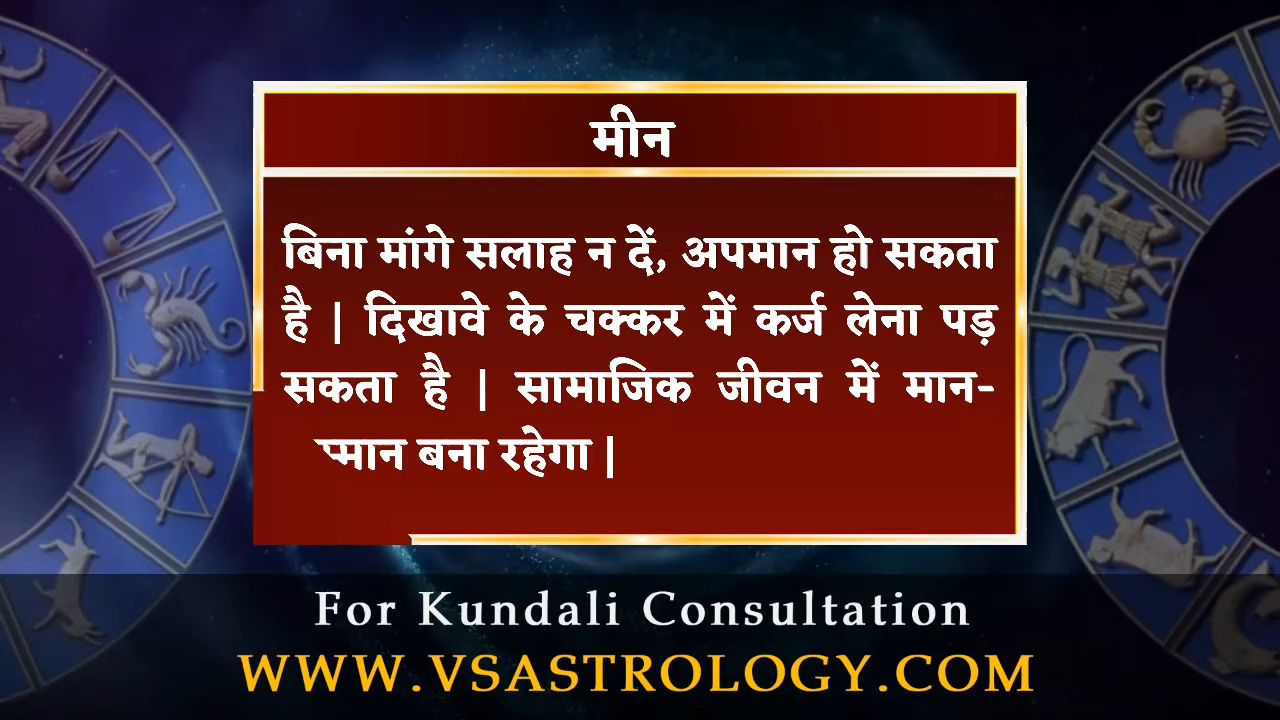 मीन
बिना मांगे सलाह न दें, अपमान हो सकता
है | दिखावे के चक्कर में कर्ज लेना पड़
सकता है | सामाजिक जीवन में मान-
बना रहेगा |
For Kundali Consultation
WWW.VSASTROLOGY.COM